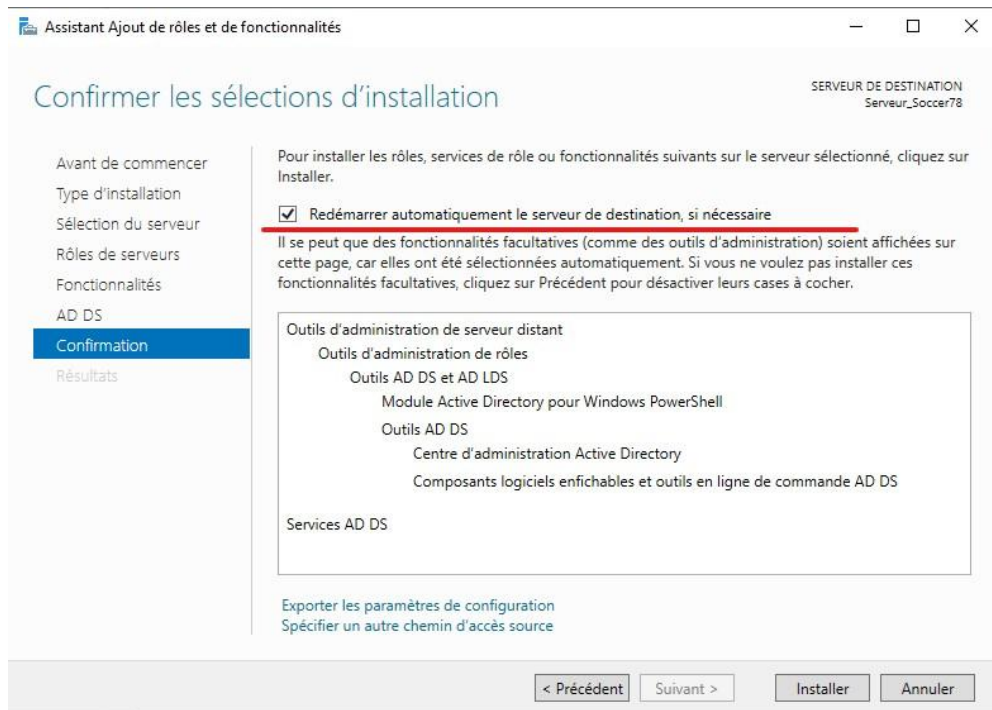 Assistant Ajout de rôles et de fonctionnalités
Confirmer les sélections d'installation
SERVEUR DE DESTINATION
Serveur_Soccer78
Avant de commencer
Type d'installation
Sélection du serveur
Rôles de serveurs
Fonctionnalités
AD DS
Confirmation
Résultats
Pour installer les rôles, services de rôle ou fonctionnalités suivants sur le serveur sélectionné, cliquez sur
Installer.
Redémarrer automatiquement le serveur de destination, si nécessaire
Il se peut que des fonctionnalités facultatives (comme des outils d'administration) soient affichées sur
cette page, car elles ont été sélectionnées automatiquement. Si vous ne voulez pas installer ces
fonctionnalités facultatives, cliquez sur Précédent pour désactiver leurs cases à cocher.
Outils d'administration de serveur distant
Outils d'administration de rôles
Outils AD DS et AD LDS
Module Active Directory pour Windows PowerShell
Outils AD DS
Centre d'administration Active Directory
Composants logiciels enfichables et outils en ligne de commande AD DS
Services AD DS
Exporter les paramètres de configuration
Spécifier un autre chemin d'accès source
< Précédent
Suivant >
Installer
Annuler